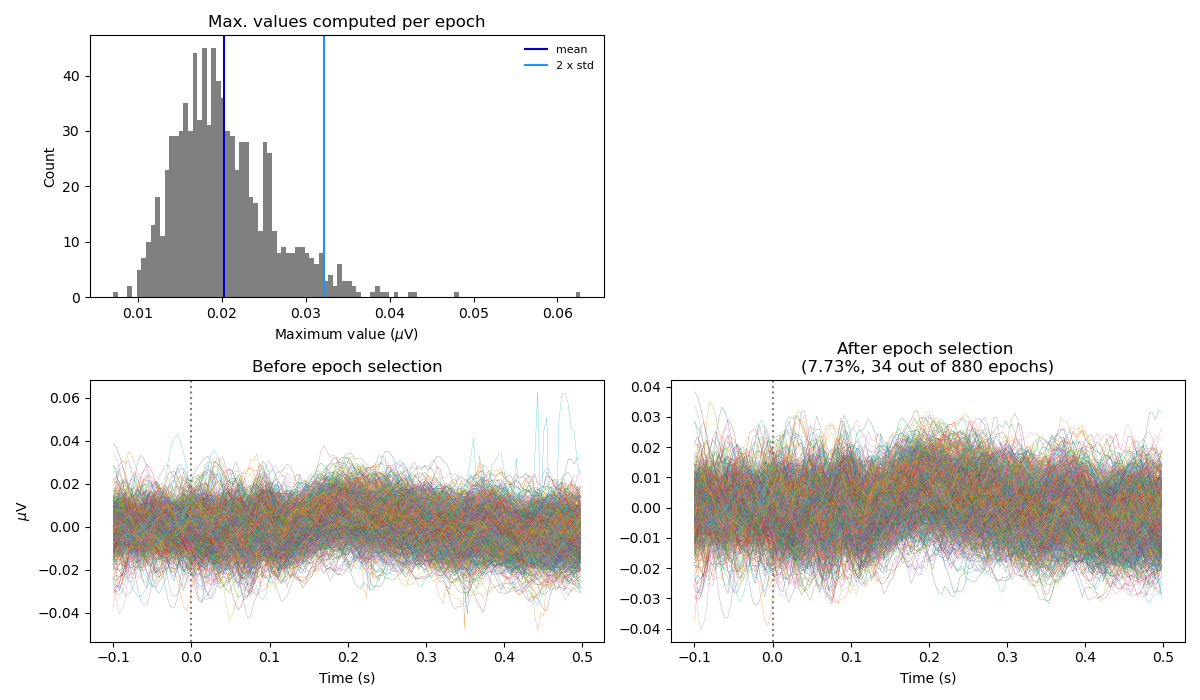 Max. values computed per epoch
mean
2 x std
40
30
20
10
0
Count
0.01 0.02 0.03 0.04 0.05 0.06
Maximum value (μV)
Before epoch selection
0.06
0.04
0.02
0.00
−0.02
−0.04
μV
−0.1 0.0 0.1 0.2 0.3 0.4 0.5
Time (s)
After epoch selection
(7.73%, 34 out of 880 epochs)
0.04
0.03
0.02
0.01
0.00
−0.01
−0.02
−0.03
−0.04
−0.1 0.0 0.1 0.2 0.3 0.4 0.5
Time (s)